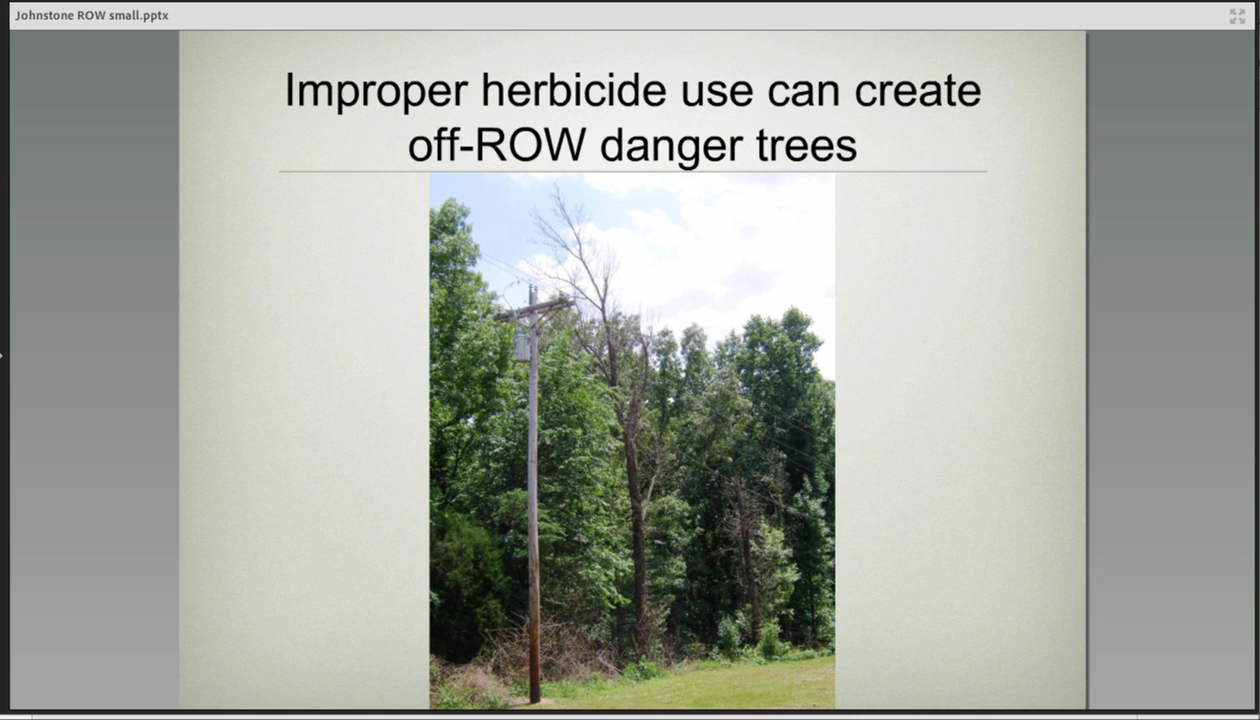 Johnstone ROW small.pptx
Improper herbicide use can create
off-ROW danger trees